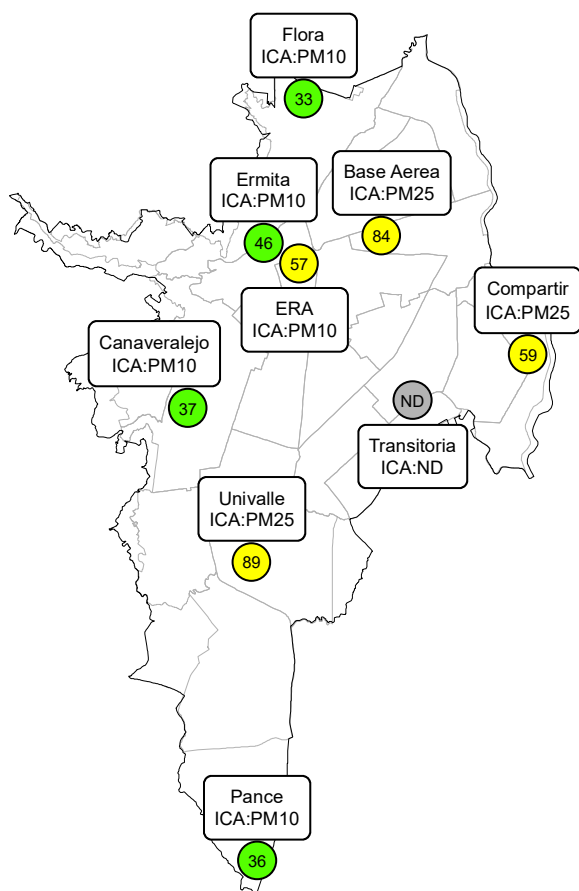 Flora
ICA:PM10
33
Ermita
ICA:PM10
46
Base Aerea
ICA:PM25
84
57
ERA
ICA:PM10
Compartir
ICA:PM25
59
Canaveralejo
ICA:PM10
37
ND
Transitoria
ICA:ND
Univalle
ICA:PM25
89
Pance
ICA:PM10
36